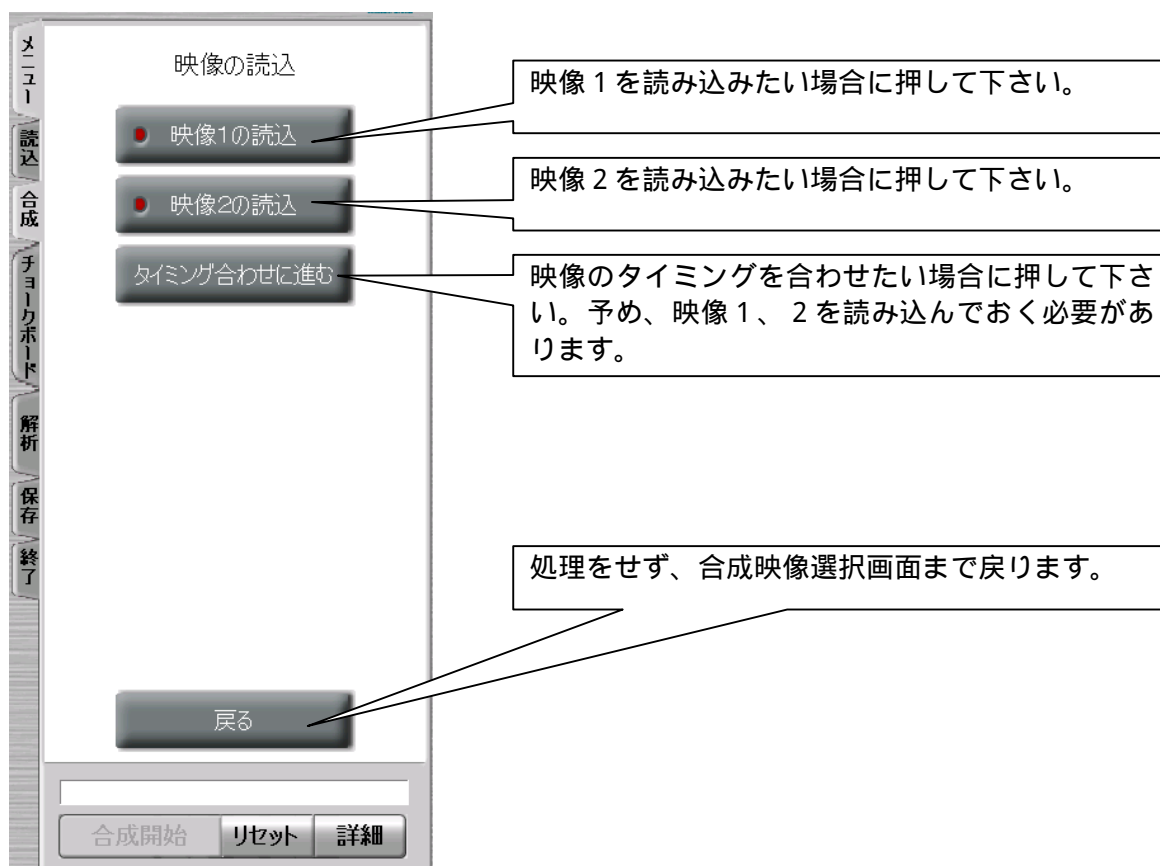 メニュー
読込
合成
チョークボード
解析
保存
終了
映像の読込
映像1の読込
映像2の読込
タイミング合わせに進む
戻る
合成開始
リセット
詳細
映像１を読み込みたい場合に押して下さい。
映像２を読み込みたい場合に押して下さい。
映像のタイミングを合わせたい場合に押して下さ
い。予め、映像１、２を読み込んでおく必要があ
ります。
処理をせず、合成映像選択画面まで戻ります。